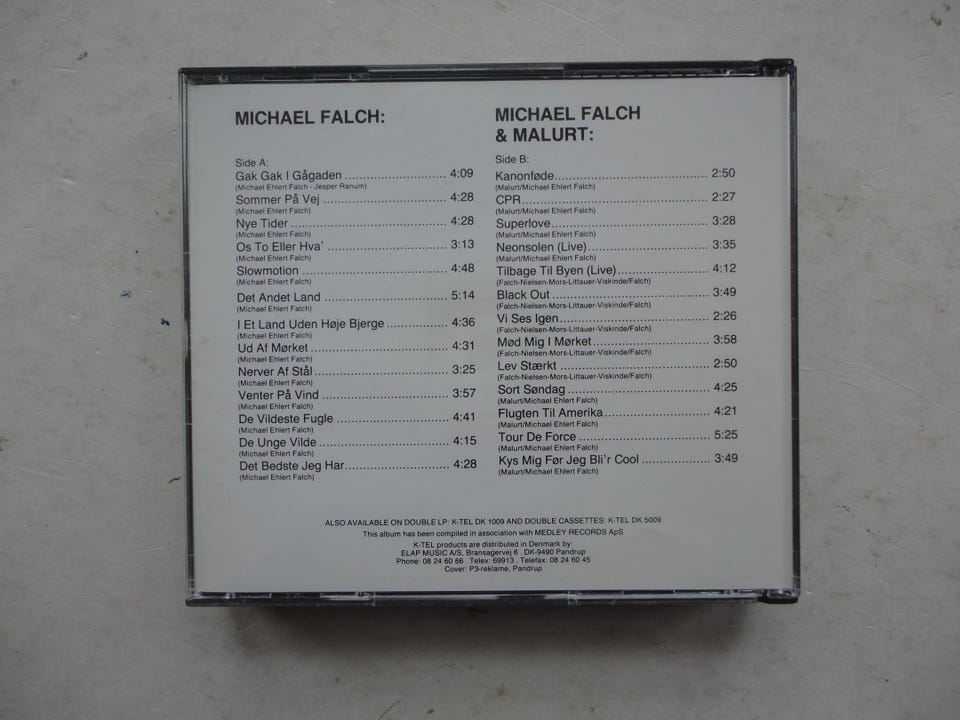 MICHAEL FALCH:
Side A:
Gak Gak I Gågaden 4:09
(Michael Ehlert Falch - Jesper Ranum)
Sommer På Vej 4:28
(Michael Ehlert Falch)
Nye Tider 4:28
(Michael Ehlert Falch)
Os To Eller Hva' 3:13
(Michael Ehlert Falch)
Slowmotion 4:48
(Michael Ehlert Falch)
Det Andet Land 5:14
(Michael Ehlert Falch)
I Et Land Uden Høje Bjerge 4:36
(Michael Ehlert Falch)
Ud Af Mørket 4:31
(Michael Ehlert Falch)
Nerver Af Stål 3:25
(Michael Ehlert Falch)
Venter På Vind 3:57
(Michael Ehlert Falch)
De Vildeste Fugle 4:41
(Michael Ehlert Falch)
De Unge Vilde 4:15
(Michael Ehlert Falch)
Det Bedste Jeg Har 4:28
(Michael Ehlert Falch)
MICHAEL FALCH
& MALURT:
Side B:
Kanonføde 2:50
(Malurt/Michael Ehlert Falch)
CPR 2:27
(Malurt/Michael Ehlert Falch)
Superlove 3:28
(Malurt/Michael Ehlert Falch)
Neonsolen (Live) 3:35
(Malurt/Michael Ehlert Falch)
Tilbage Til Byen (Live) 4:12
(Falch-Nielsen-Mors-Littauer-Viskinde/Falch)
Black Out 3:49
(Falch-Nielsen-Mors-Littauer-Viskinde/Falch)
Vi Ses Igen 2:26
(Falch-Nielsen-Mors-Littauer-Viskinde/Falch)
Mød Mig I Mørket 3:58
(Falch-Nielsen-Mors-Littauer-Viskinde/Falch)
Lev Stærkt 2:50
(Falch-Nielsen-Mors-Littauer-Viskinde/Falch)
Sort Søndag 4:25
(Malurt/Michael Ehlert Falch)
Flugten Til Amerika 4:21
(Malurt/Michael Ehlert Falch)
Tour De Force 5:25
(Malurt/Michael Ehlert Falch)
Kys Mig Før Jeg Bli'r Cool 3:49
(Malurt/Michael Ehlert Falch)
ALSO AVAILABLE ON DOUBLE LP: K-TEL DK 1009 AND DOUBLE CASSETTES: K-TEL DK 5009
This album has been compiled in association with MEDLEY RECORDS ApS
K-TEL products are distributed in Denmark by:
ELAP MUSIC A/S, Bransagervej 6 . DK-9490 Pandrup
Phone: 08 24 60 66 . Telex: 69913 . Telefax: 08 24 60 45
Cover: P3-reklame, Pandrup